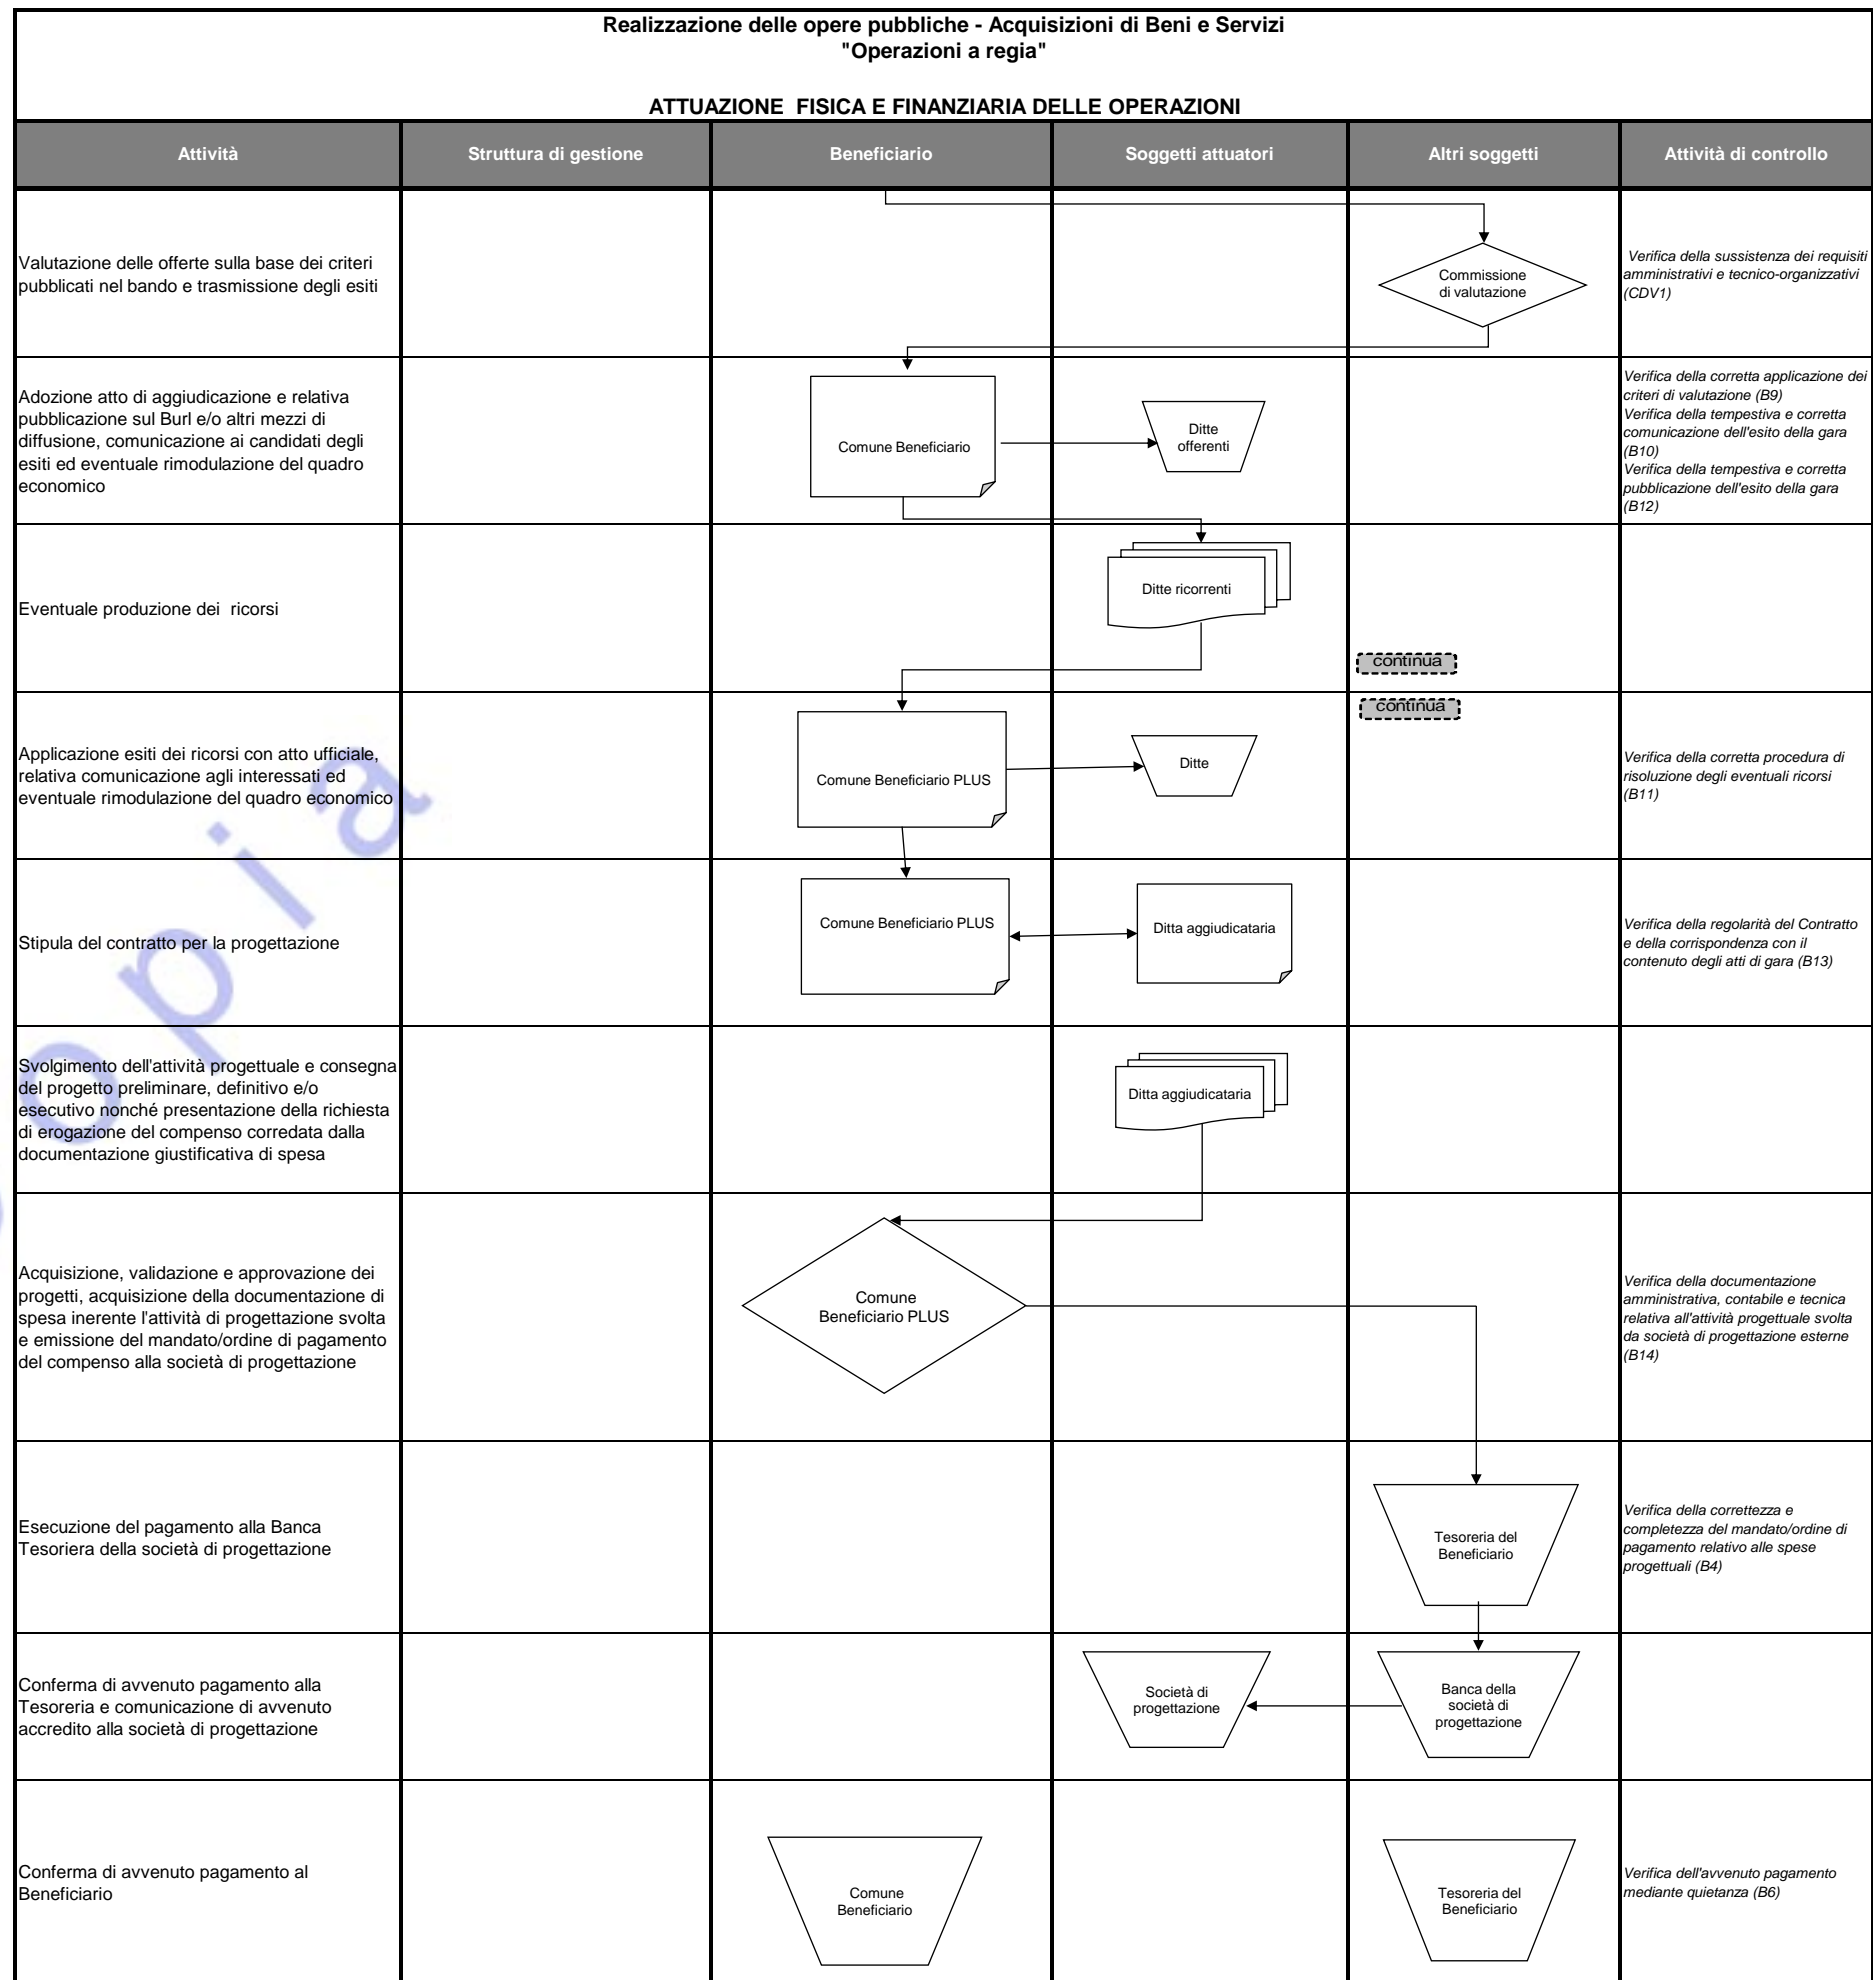 Realizzazione delle opere pubbliche - Acquisizioni di Beni e Servizi
"Operazioni a regia"
ATTUAZIONE FISICA E FINANZIARIA DELLE OPERAZIONI
Attività
Struttura di gestione
Beneficiario
Soggetti attuatori
Altri soggetti
Attività di controllo
Valutazione delle offerte sulla base dei criteri
pubblicati nel bando e trasmissione degli esiti
Commissione
di valutazione
Verifica della sussistenza dei requisiti
amministrativi e tecnico-organizzativi
(CDV1)
Adozione atto di aggiudicazione e relativa
pubblicazione sul Burl e/o altri mezzi di
diffusione, comunicazione ai candidati degli
esiti ed eventuale rimodulazione del quadro
economico
Comune Beneficiario
Ditte
offerenti
Verifica della corretta applicazione dei
criteri di valutazione (B9)
Verifica della tempestiva e corretta
comunicazione dell'esito della gara
(B10)
Verifica della tempestiva e corretta
pubblicazione dell'esito della gara
(B12)
Eventuale produzione dei ricorsi
Ditte ricorrenti
continua
continua
Applicazione esiti dei ricorsi con atto ufficiale,
relativa comunicazione agli interessati ed
eventuale rimodulazione del quadro economico
Comune Beneficiario PLUS
Ditte
Verifica della corretta procedura di
risoluzione degli eventuali ricorsi
(B11)
Stipula del contratto per la progettazione
Comune Beneficiario PLUS
Ditta aggiudicataria
Verifica della regolarità del Contratto
e della corrispondenza con il
contenuto degli atti di gara (B13)
Svolgimento dell'attività progettuale e consegna
del progetto preliminare, definitivo e/o
esecutivo nonché presentazione della richiesta
di erogazione del compenso corredata dalla
documentazione giustificativa di spesa
Ditta aggiudicataria
Acquisizione, validazione e approvazione dei
progetti, acquisizione della documentazione di
spesa inerente l'attività di progettazione svolta
e emissione del mandato/ordine di pagamento
del compenso alla società di progettazione
Comune
Beneficiario PLUS
Verifica della documentazione
amministrativa, contabile e tecnica
relativa all'attività progettuale svolta
da società di progettazione esterne
(B14)
Esecuzione del pagamento alla Banca
Tesoriera della società di progettazione
Tesoreria del
Beneficiario
Verifica della correttezza e
completezza del mandato/ordine di
pagamento relativo alle spese
progettuali (B4)
Conferma di avvenuto pagamento alla
Tesoreria e comunicazione di avvenuto
accredito alla società di progettazione
Società di
progettazione
Banca della
società di
progettazione
Conferma di avvenuto pagamento al
Beneficiario
Comune
Beneficiario
Tesoreria del
Beneficiario
Verifica dell'avvenuto pagamento
mediante quietanza (B6)
opia